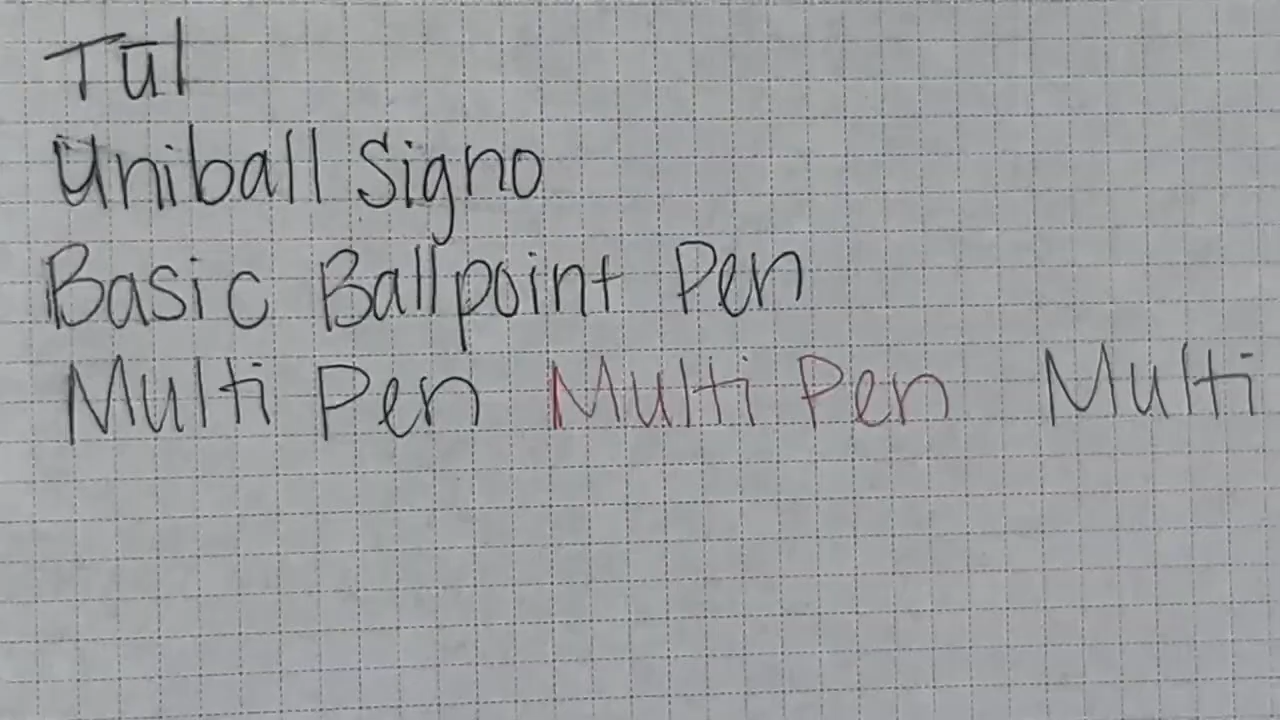 Tūl
Uniball Signo
Basic Ballpoint Pen
Multi Pen Multi Pen Multi